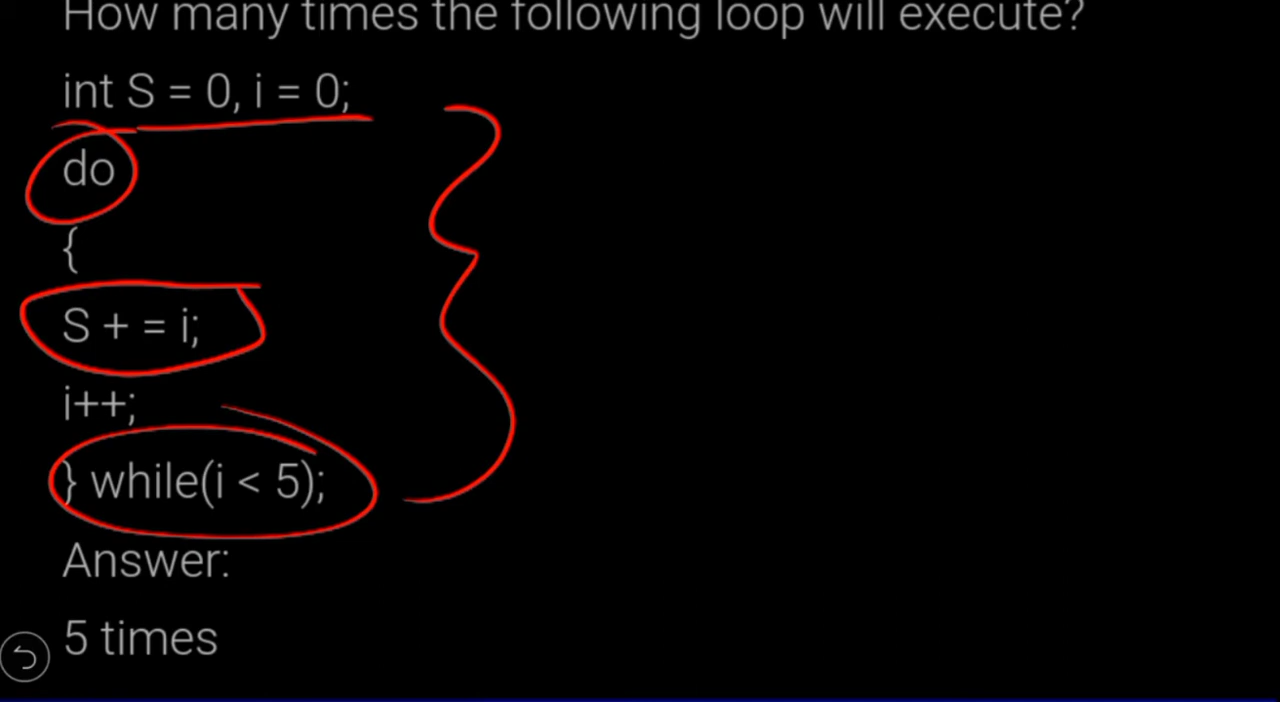 How many times the following loop will execute?
int S = 0, i = 0;
do
{
S + = i;
i++;
} while(i < 5);
Answer:
5 times